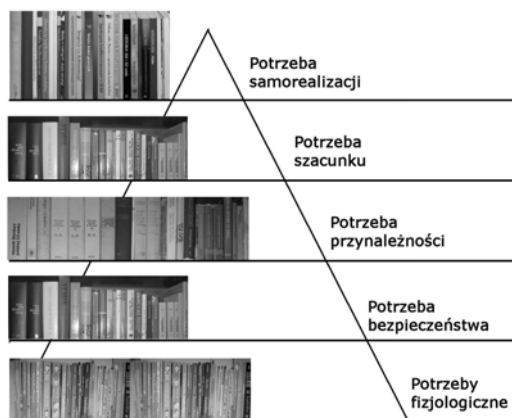 Potrzeba
samorealizacji
Potrzeba
szacunku
Potrzeba
przynależności
Potrzeba
bezpieczeństwa
Potrzeby
fizjologiczne